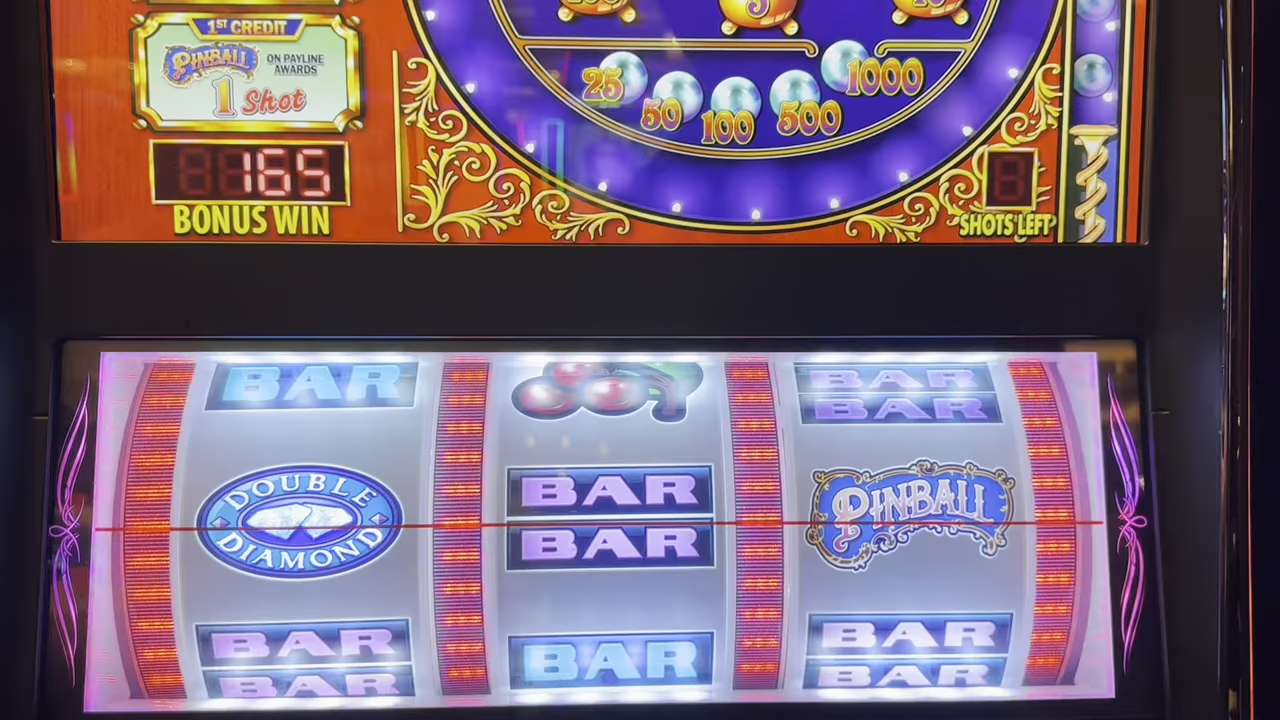 1ST CREDIT
PINBALL
ON PAYLINE
AWARDS
1 Shot
165
BONUS WIN
25
50
100
500
1000
5
SHOTS LEFT
BAR
BAR
BAR
DOUBLE
DIAMOND
BAR
BAR
PINBALL
BAR
BAR
BAR
BAR
BAR